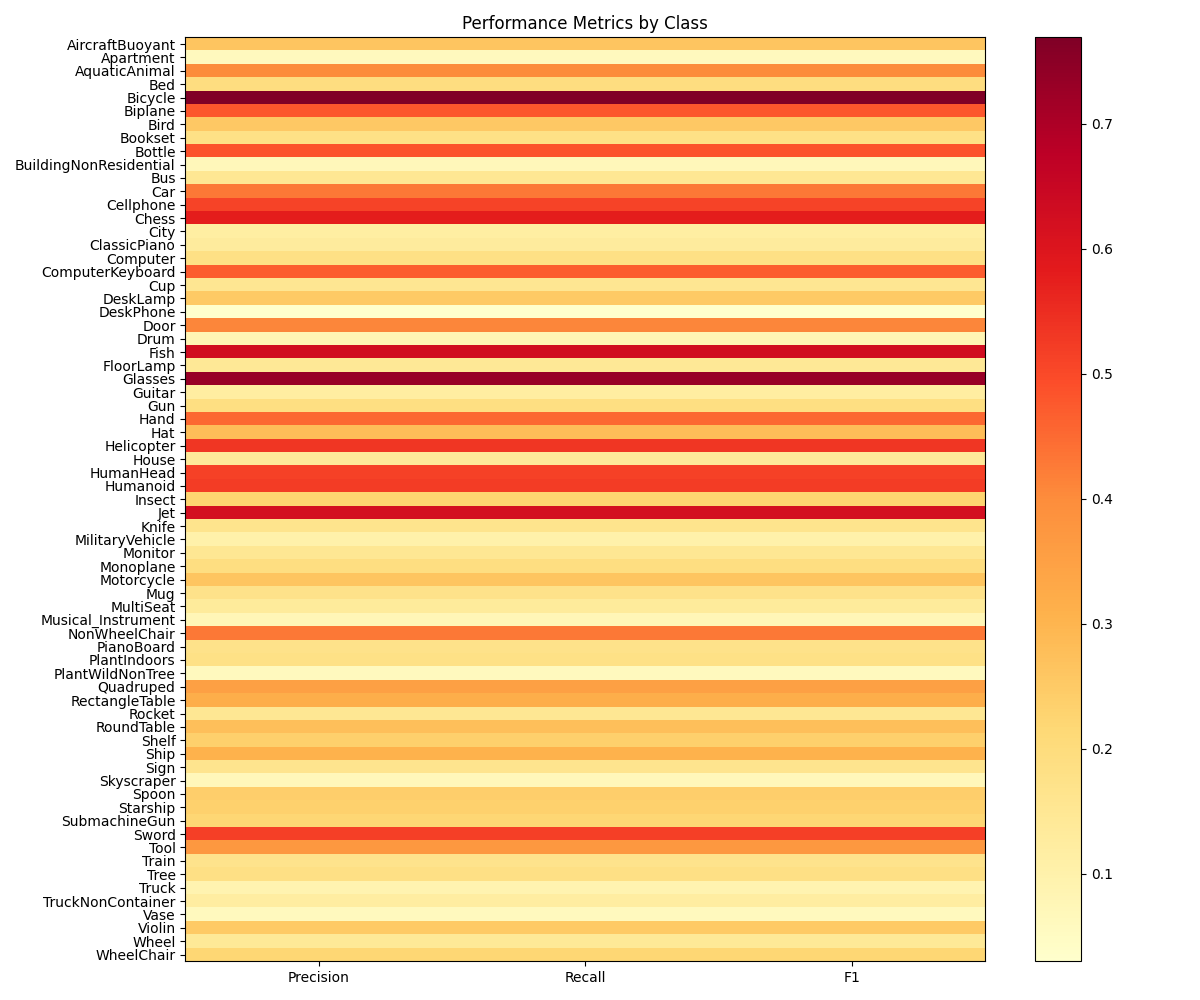 Performance Metrics by Class
AircraftBuoyant
Apartment
AquaticAnimal
Bed
Bicycle
Biplane
Bird
Bookset
Bottle
BuildingNonResidential
Bus
Car
Cellphone
Chess
City
ClassicPiano
Computer
ComputerKeyboard
Cup
DeskLamp
DeskPhone
Door
Drum
Fish
FloorLamp
Glasses
Guitar
Gun
Hand
Hat
Helicopter
House
HumanHead
Humanoid
Insect
Jet
Knife
MilitaryVehicle
Monitor
Monoplane
Motorcycle
Mug
MultiSeat
Musical_Instrument
NonWheelChair
PianoBoard
PlantIndoors
PlantWildNonTree
Quadruped
RectangleTable
Rocket
RoundTable
Shelf
Ship
Sign
Skyscraper
Spoon
Starship
SubmachineGun
Sword
Tool
Train
Tree
Truck
TruckNonContainer
Vase
Violin
Wheel
WheelChair
Precision Recall F1
0.7
0.6
0.5
0.4
0.3
0.2
0.1